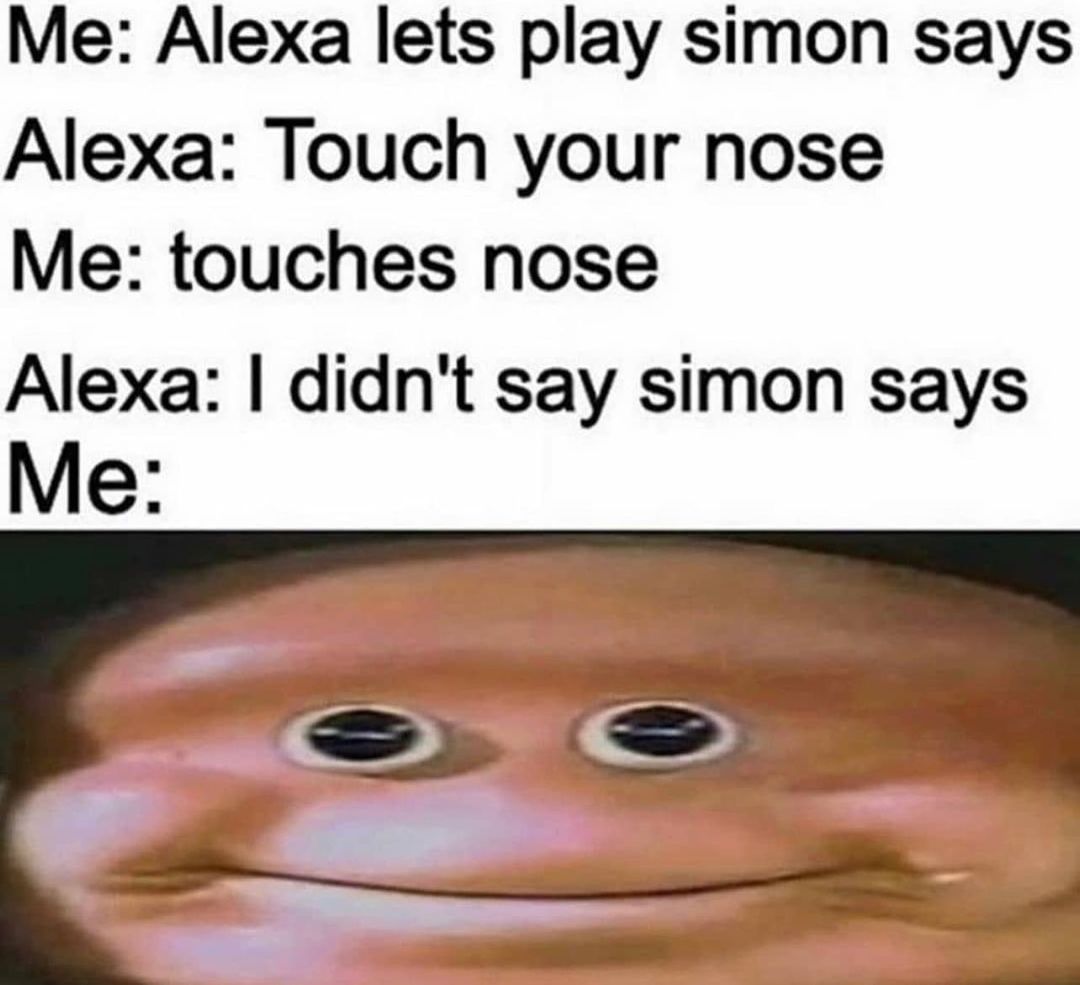 Me: Alexa lets play simon says
Alexa: Touch your nose
Me: touches nose
Alexa: I didn't say simon says
Me: